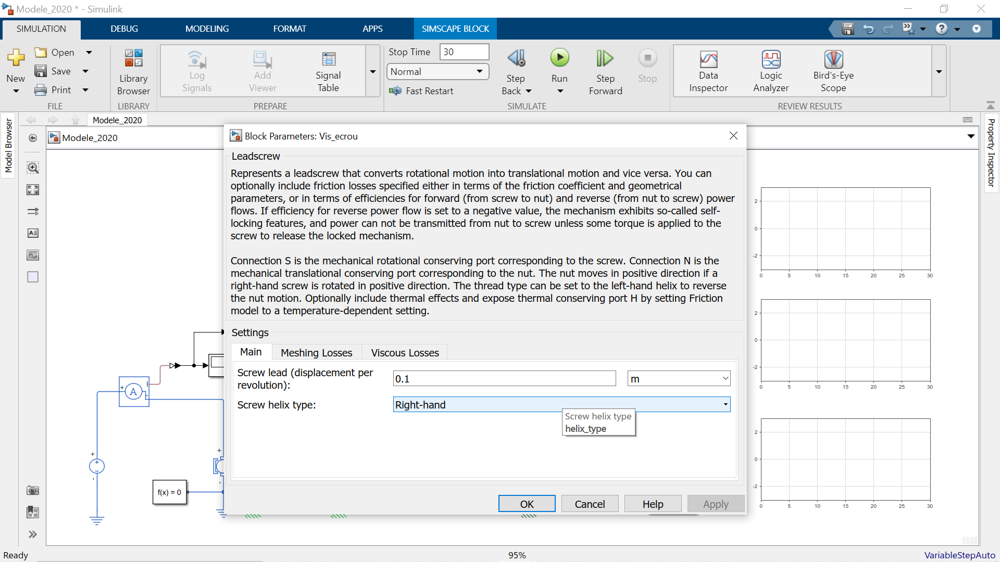 Modele_2020 * - Simulink
SIMULATION
DEBUG
MODELING
FORMAT
APPS
SIMSCAPE BLOCK
New
Open
Save
Print
FILE
Library
Browser
LIBRARY
Log
Signals
Add
Viewer
Signal
Table
PREPARE
Stop Time
30
Normal
Fast Restart
Step
Back
Run
Step
Forward
Stop
SIMULATE
Data
Inspector
Logic
Analyzer
Bird's-Eye
Scope
REVIEW RESULTS
Model Browser
Modele_2020
Modele_2020
Property Inspector
Block Parameters: Vis_ecrou
Leadscrew
Represents a leadscrew that converts rotational motion into translational motion and vice versa. You can
optionally include friction losses specified either in terms of the friction coefficient and geometrical
parameters, or in terms of efficiencies for forward (from screw to nut) and reverse (from nut to screw) power
flows. If efficiency for reverse power flow is set to a negative value, the mechanism exhibits so-called self-
locking features, and power can not be transmitted from nut to screw unless some torque is applied to the
screw to release the locked mechanism.
Connection S is the mechanical rotational conserving port corresponding to the screw. Connection N is the
mechanical translational conserving port corresponding to the nut. The nut moves in positive direction if a
right-hand screw is rotated in positive direction. The thread type can be set to the left-hand helix to reverse
the nut motion. Optionally include thermal effects and expose thermal conserving port H by setting Friction
model to a temperature-dependent setting.
Settings
Main
Meshing Losses
Viscous Losses
Screw lead (displacement per
revolution):
0.1
m
Screw helix type:
Right-hand
Screw helix type
helix_type
OK
Cancel
Help
Apply
A
+
I
-
+
+
-
-
+
-
f(x) = 0
2
0
-2
0 5 10 15 20 25 30
2
0
-2
0 5 10 15 20 25 30
2
0
-2
0 5 10 15 20 25 30
Ready
95%
VariableStepAuto